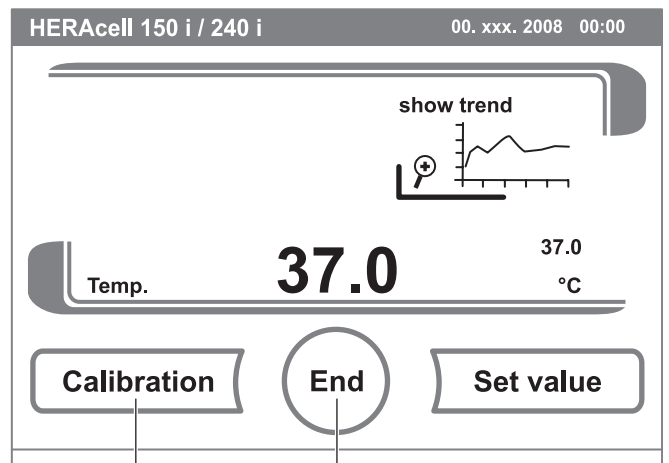 HERAcell 150 i / 240 i 00. xxx. 2008 00:00
show trend
37.0
Temp. 37.0 °C
Calibration End Set value